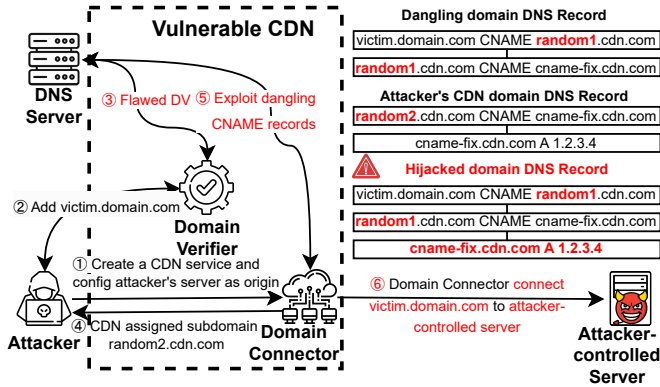 Vulnerable CDN
DNS
Server
③ Flawed DV
⑤ Exploit dangling
CNAME records
② Add victim.domain.com
Domain
Verifier
① Create a CDN service and
config attacker's server as origin
④ CDN assigned subdomain
random2.cdn.com
Attacker
Domain
Connector
Dangling domain DNS Record
victim.domain.com CNAME random1.cdn.com
random1.cdn.com CNAME cname-fix.cdn.com
Attacker's CDN domain DNS Record
random2.cdn.com CNAME cname-fix.cdn.com
cname-fix.cdn.com A 1.2.3.4
Hijacked domain DNS Record
victim.domain.com CNAME random1.cdn.com
random1.cdn.com CNAME cname-fix.cdn.com
cname-fix.cdn.com A 1.2.3.4
⑥ Domain Connector connect
victim.domain.com to attacker-
controlled server
Attacker-
controlled
Server